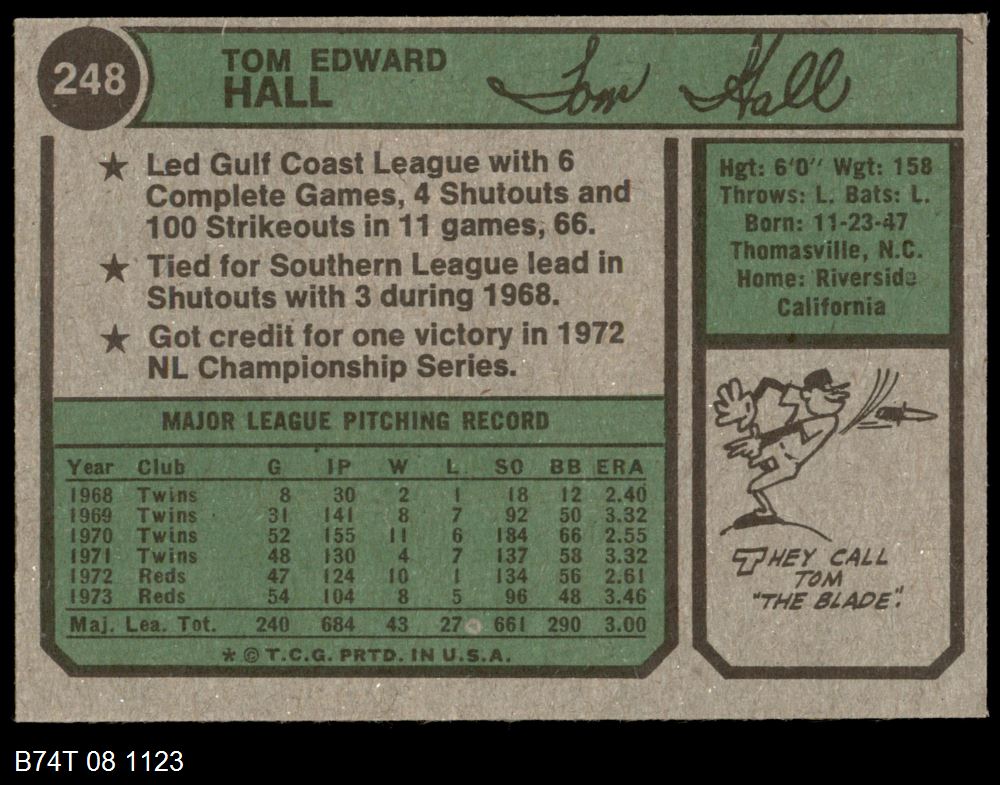 248
TOM EDWARD
HALL
Tom Hall
★ Led Gulf Coast League with 6
Complete Games, 4 Shutouts and
100 Strikeouts in 11 games, 66.
★ Tied for Southern League lead in
Shutouts with 3 during 1968.
★ Got credit for one victory in 1972
NL Championship Series.
Hgt: 6'0" Wgt: 158
Throws: L. Bats: L.
Born: 11-23-47
Thomasville, N.C.
Home: Riverside
California
MAJOR LEAGUE PITCHING RECORD
Year Club G IP W L SO BB ERA
1968 Twins 8 30 2 1 18 12 2.40
1969 Twins 31 141 8 7 92 50 3.32
1970 Twins 52 155 11 6 184 66 2.55
1971 Twins 48 130 4 7 137 58 3.32
1972 Reds 47 124 10 1 134 56 2.61
1973 Reds 54 104 8 5 96 48 3.46
Maj. Lea. Tot. 240 684 43 27 661 290 3.00
* © T.C.G. PRTD. IN U.S.A.
THEY CALL
TOM
"THE BLADE".
B74T 08 1123